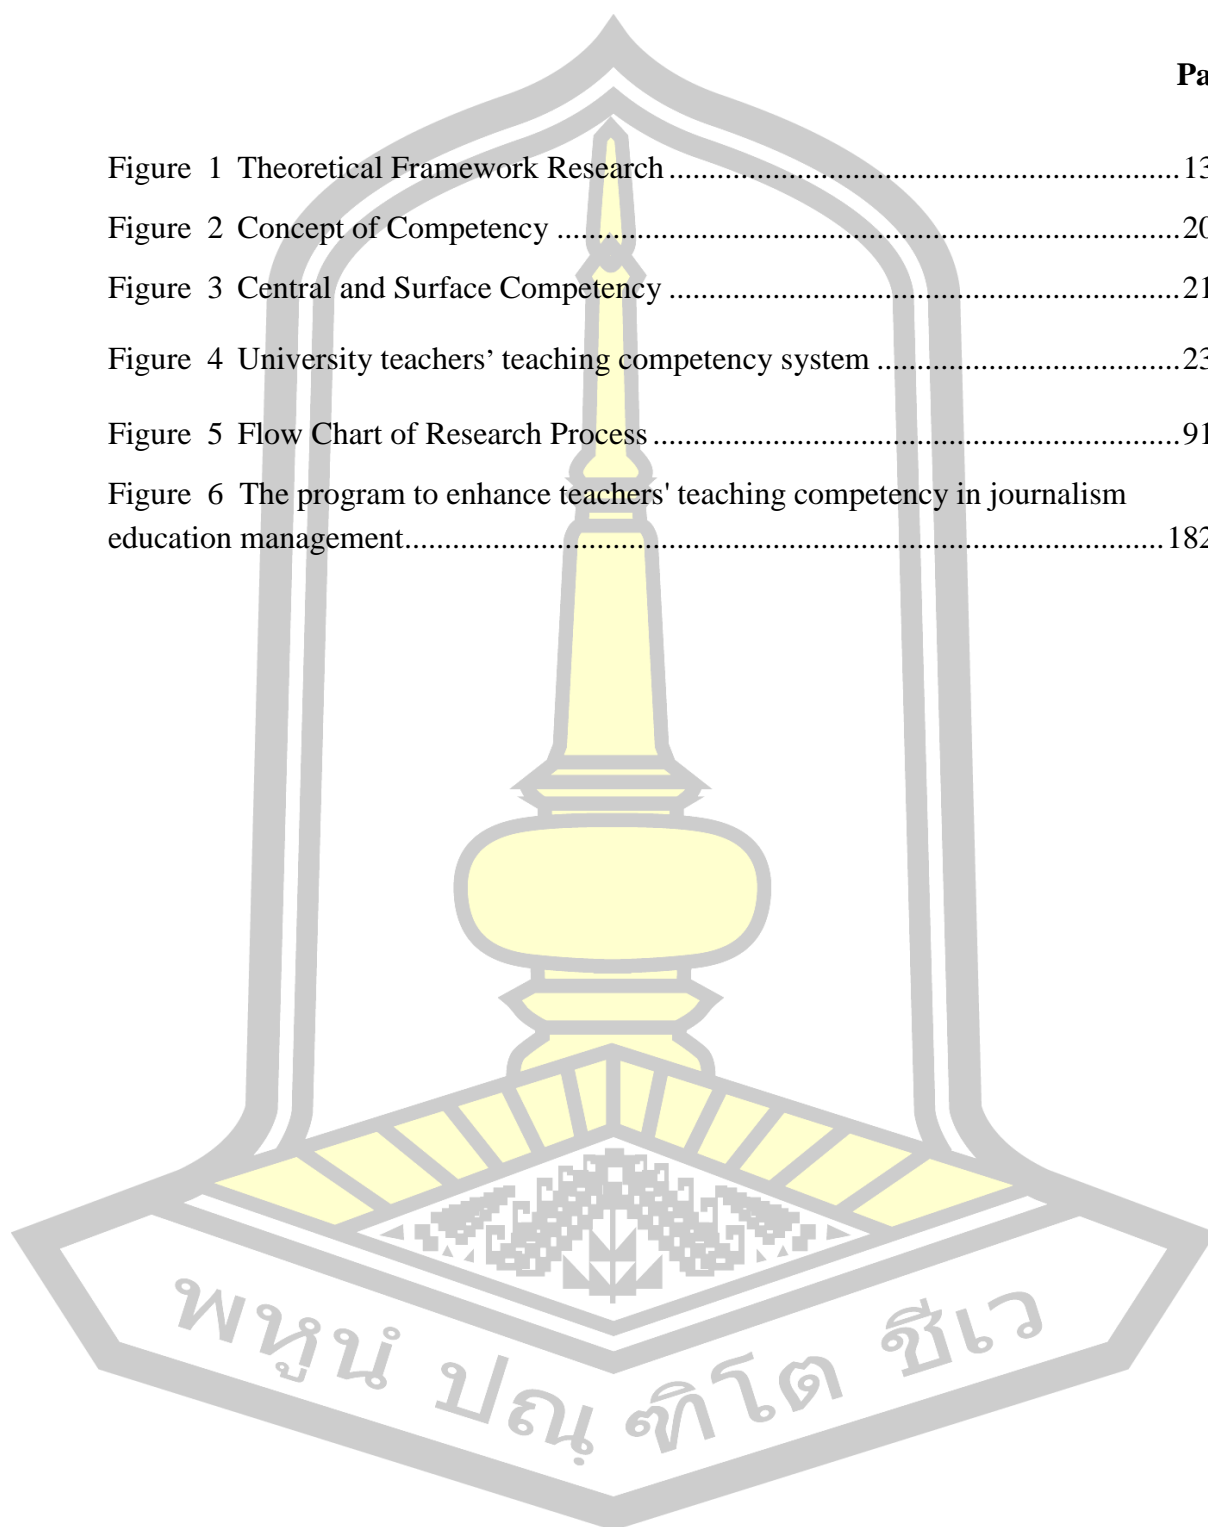 Pa
Figure 1 Theoretical Framework Research ........................................................ 13
Figure 2 Concept of Competency ........................................................ 20
Figure 3 Central and Surface Competency ........................................................ 21
Figure 4 University teachers’ teaching competency system ........................................................ 23
Figure 5 Flow Chart of Research Process ........................................................ 91
Figure 6 The program to enhance teachers' teaching competency in journalism
education management........................................................ 182
พหูนํ ปณฺฑิโต ชีเว